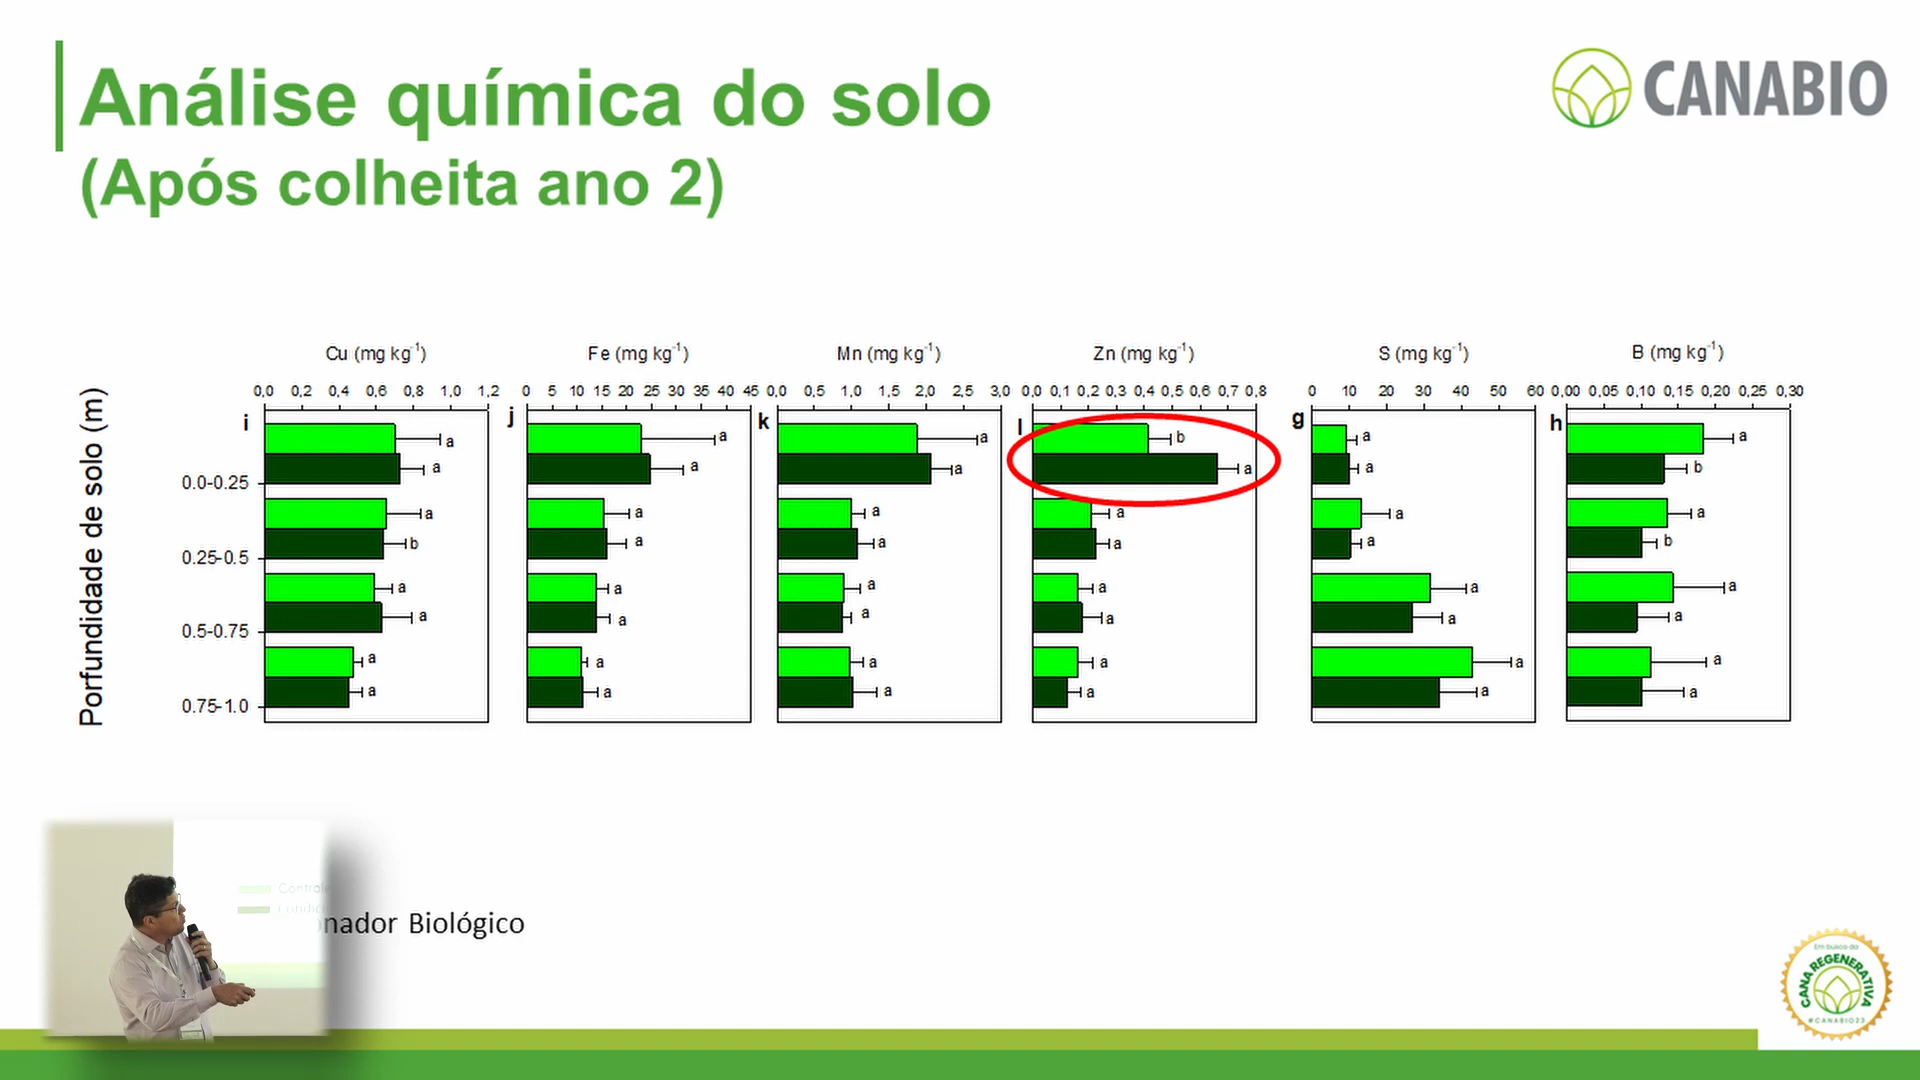 Análise química do solo
(Após colheita ano 2)
CANABIO
Cu (mg kg-1)
Fe (mg kg-1)
Mn (mg kg-1)
Zn (mg kg-1)
S (mg kg-1)
B (mg kg-1)
0,0 0,2 0,4 0,6 0,8 1,0 1,2
0 5 10 15 20 25 30 35 40 45
0,0 0,5 1,0 1,5 2,0 2,5 3,0
0,0 0,1 0,2 0,3 0,4 0,5 0,6 0,7 0,8
0 10 20 30 40 50 60
0,00 0,05 0,10 0,15 0,20 0,25 0,30
i j k l g h
Porfundidade de solo (m)
a a a b a a
0.0-0.25 a a a a a b
a a a a a a
0.25-0.5 b a a a a b
a a a a a a
0.5-0.75 a a a a a a
a a a a a a
0.75-1.0 a a a a a a
nador Biológico
Em busca da
CANA REGENERATIVA
#CANABIO23